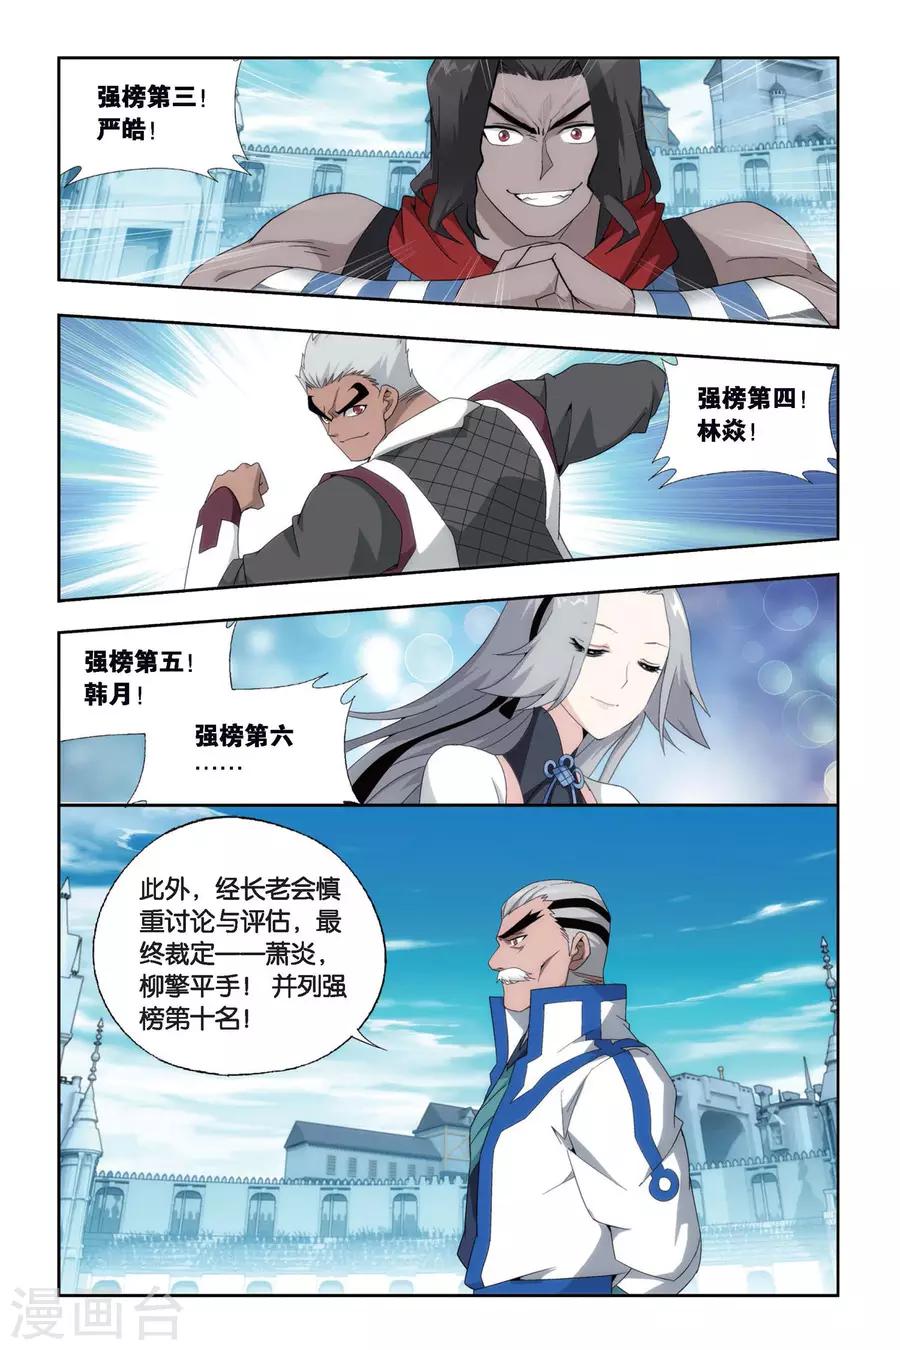 强榜第三!
严皓!
强榜第四!
林焱!
强榜第五!
韩月!
强榜第六
……
此外，经长老会慎
重讨论与评估，最
终裁定——萧炎，
柳擎平手! 并列强
榜第十名!
漫画台